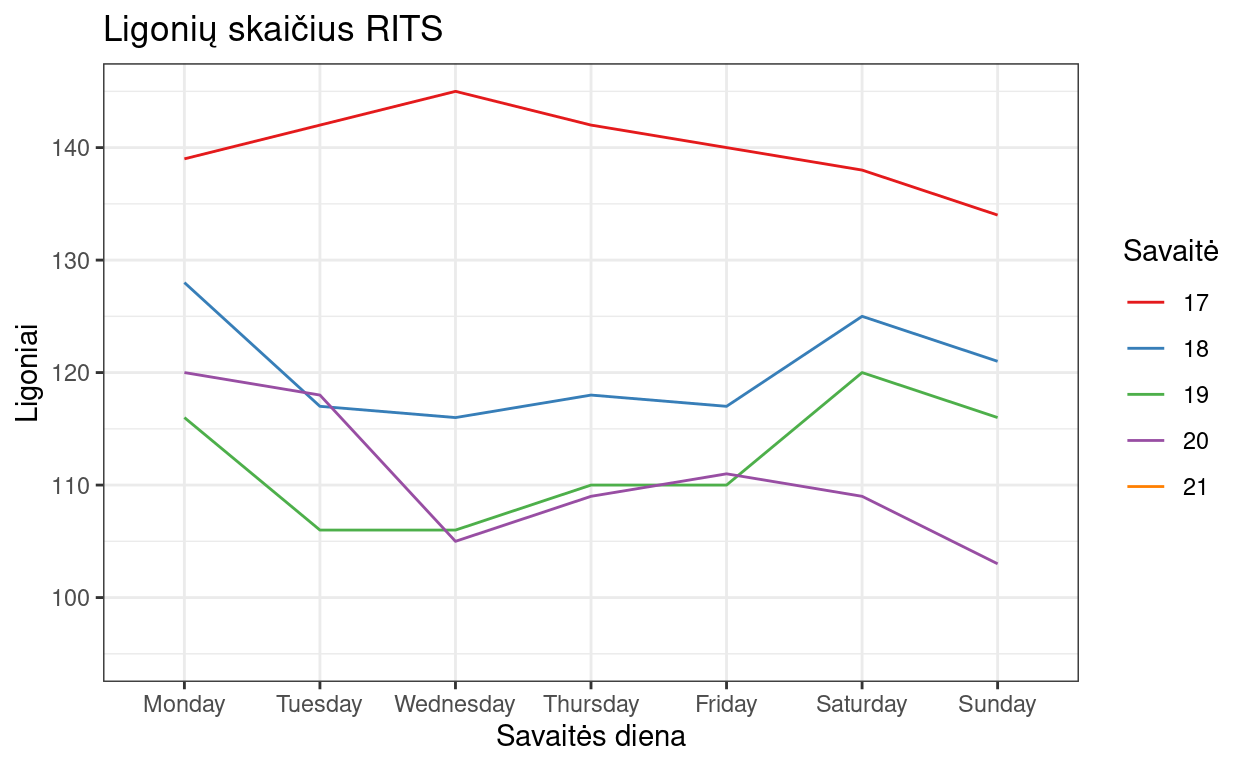 Ligonių skaičius RITS
Ligoniai
140
130
120
110
100
Monday Tuesday Wednesday Thursday Friday Saturday Sunday
Savaitės diena
Savaitė
17
18
19
20
21